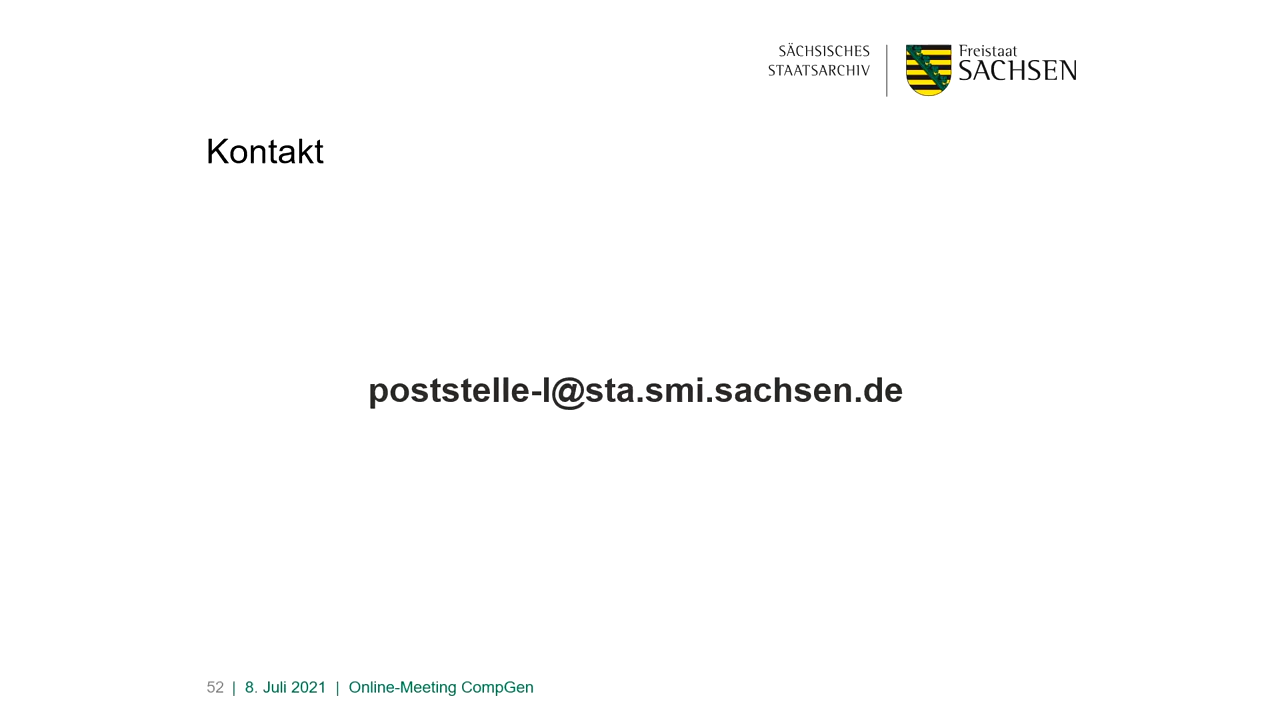 SÄCHSISCHES
STAATSARCHIV
Freistaat
SACHSEN
Kontakt
poststelle-l@sta.smi.sachsen.de
52 | 8. Juli 2021 | Online-Meeting CompGen